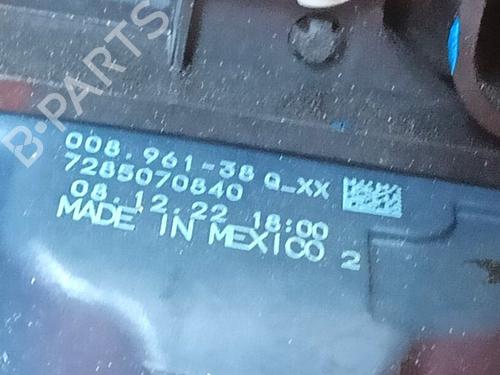 B-PARTS
008.961-38 Q_XX
7285070840
08.12.22 18:00
MADE IN MEXICO 2